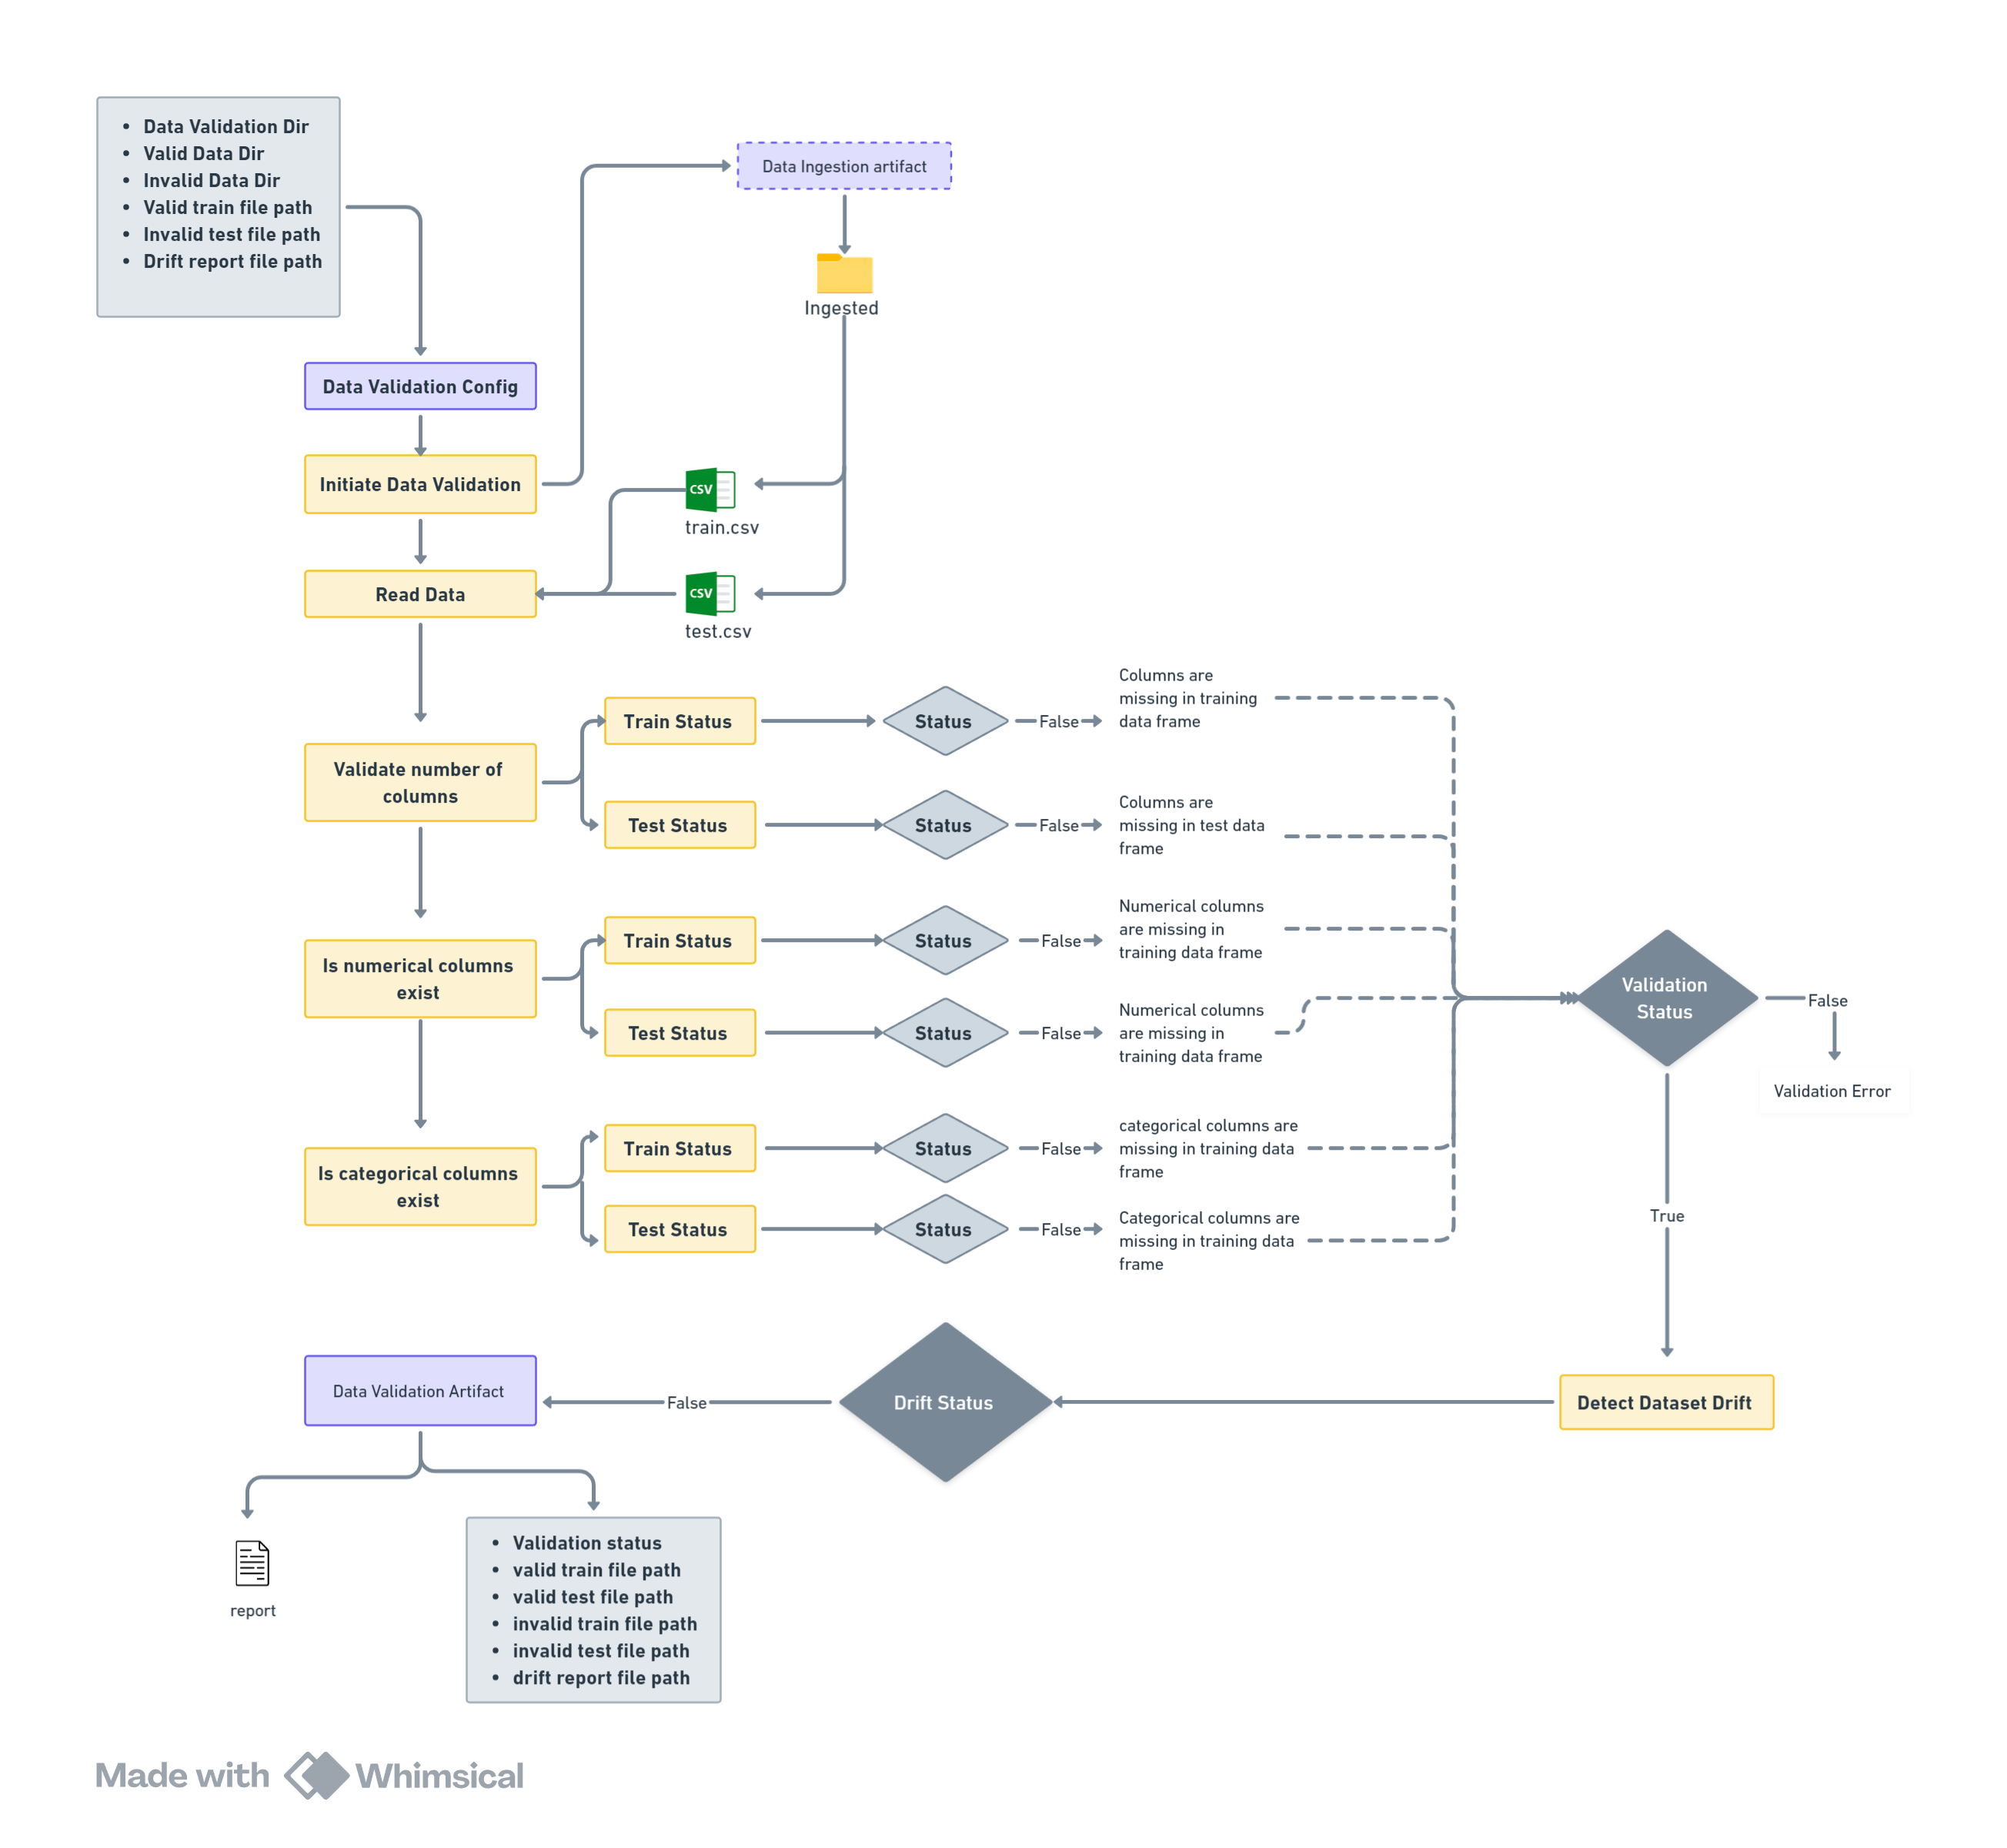 • Data Validation Dir
• Valid Data Dir
• Invalid Data Dir
• Valid train file path
• Invalid test file path
• Drift report file path
Data Ingestion artifact
Ingested
Data Validation Config
Initiate Data Validation
CSV
train.csv
Read Data
CSV
test.csv
Validate number of
columns
Train Status
Status
False
Columns are
missing in training
data frame
Test Status
Status
False
Columns are
missing in test data
frame
Is numerical columns
exist
Train Status
Status
False
Numerical columns
are missing in
training data frame
Test Status
Status
False
Numerical columns
are missing in
training data frame
Is categorical columns
exist
Train Status
Status
False
categorical columns are
missing in training data
frame
Test Status
Status
False
Categorical columns are
missing in training data
frame
Validation
Status
False
Validation Error
True
Detect Dataset Drift
Drift Status
False
Data Validation Artifact
report
• Validation status
• valid train file path
• valid test file path
• invalid train file path
• invalid test file path
• drift report file path
Made with Whimsical